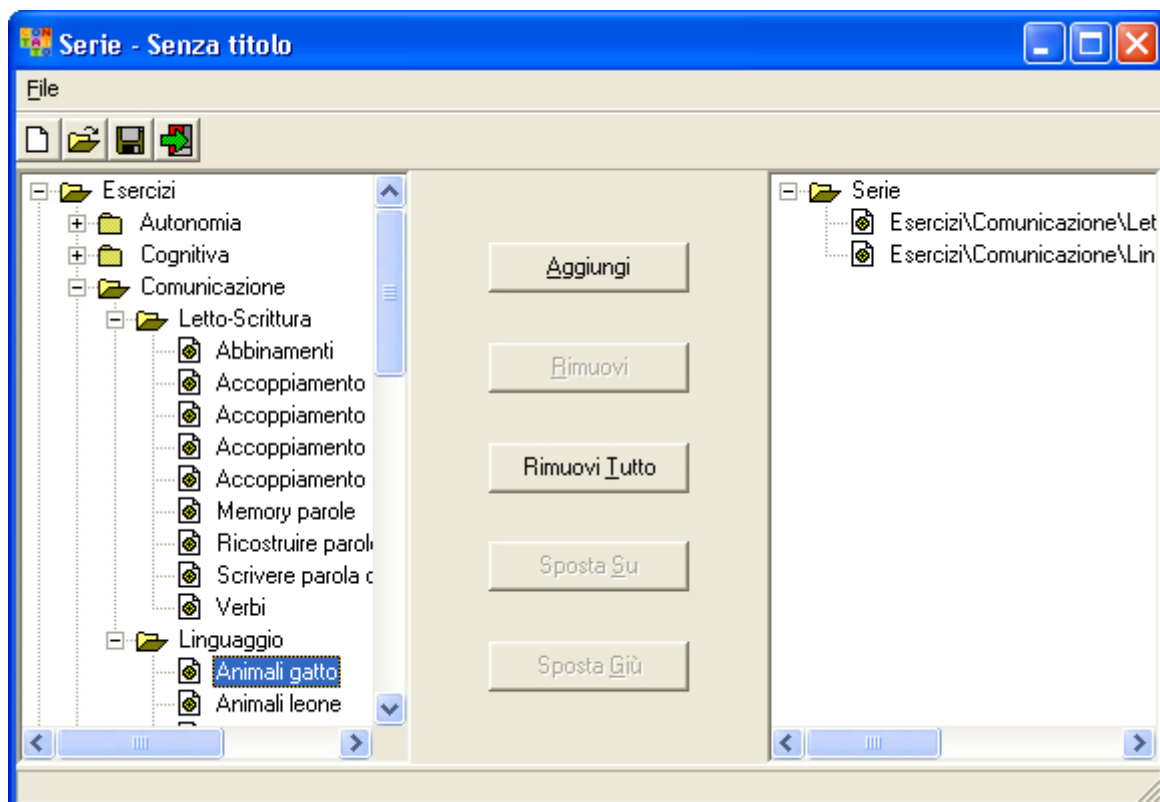 Serie - Senza titolo
File
Esercizi
Autonomia
Cognitiva
Comunicazione
Letto-Scrittura
Abbinamenti
Accoppiamento
Accoppiamento
Accoppiamento
Accoppiamento
Memory parole
Ricostruire parole
Scrivere parola
Verbi
Linguaggio
Animali gatto
Animali leone
Aggiungi
Rimuovi
Rimuovi Tutto
Sposta Su
Sposta Giù
Serie
Esercizi\Comunicazione\Let
Esercizi\Comunicazione\Lin